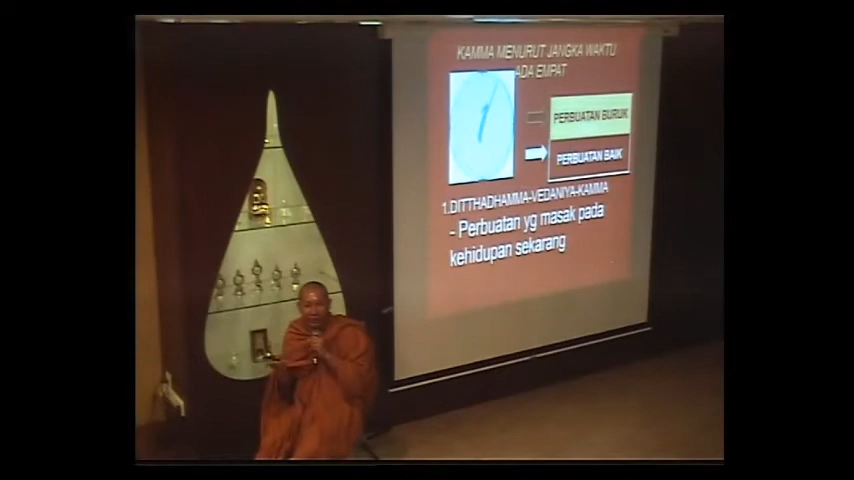 KAMMA MENURUT JANGKA WAKTU
ADA EMPAT
PERBUATAN BURUK
PERBUATAN BAIK
1.DITTHADHAMMA-VEDANIYA-KAMMA
- Perbuatan yg masak pada
kehidupan sekarang